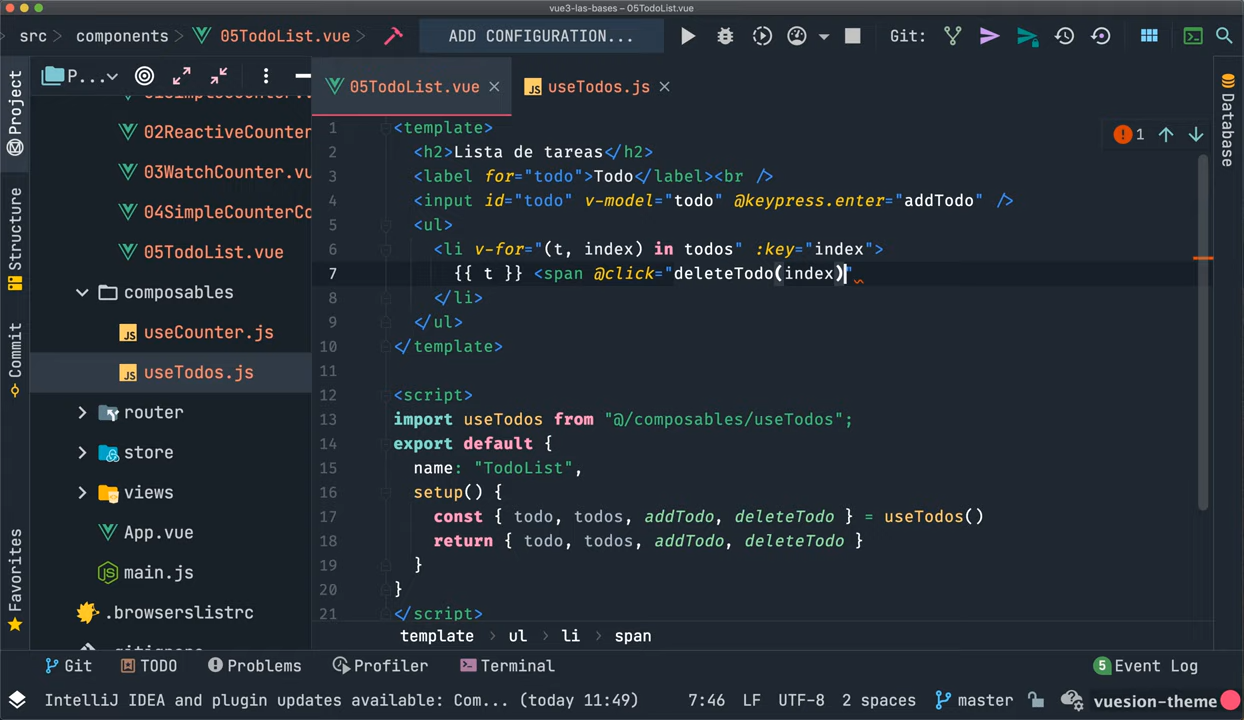 vue3-las-bases – 05TodoList.vue
src components 05TodoList.vue ADD CONFIGURATION... Git:
P... 05TodoList.vue useTodos.js
Project
Structure
Commit
Favorites
Database
02ReactiveCounter
03WatchCounter.vu
04SimpleCounterCo
05TodoList.vue
composables
JS useCounter.js
JS useTodos.js
router
store
views
App.vue
main.js
.browserslistrc
1
1 <template>
2 <h2>Lista de tareas</h2>
3 <label for="todo">Todo</label><br />
4 <input id="todo" v-model="todo" @keypress.enter="addTodo" />
5 <ul>
6 <li v-for="(t, index) in todos" :key="index">
7 {{ t }} <span @click="deleteTodo(index)"
8 </li>
9 </ul>
10 </template>
11
12 <script>
13 import useTodos from "@/composables/useTodos";
14 export default {
15 name: "TodoList",
16 setup() {
17 const { todo, todos, addTodo, deleteTodo } = useTodos()
18 return { todo, todos, addTodo, deleteTodo }
19 }
20 }
21 </script>
template › ul › li › span
Git TODO Problems Profiler Terminal 5 Event Log
IntelliJ IDEA and plugin updates available: Com... (today 11:49) 7:46 LF UTF-8 2 spaces master vuesion-theme